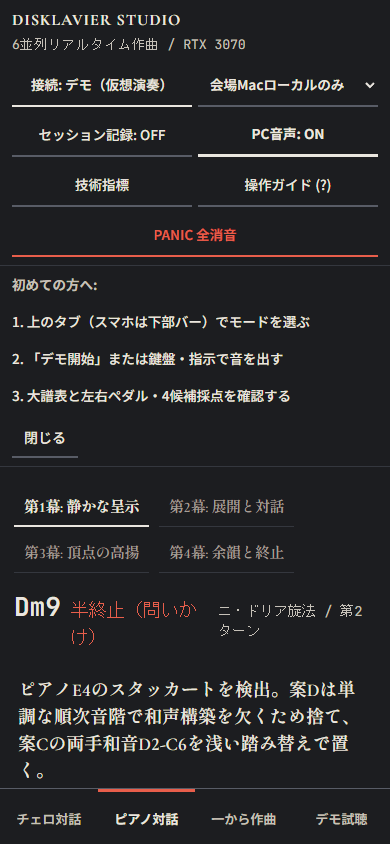 DISKLAVIER STUDIO
6並列リアルタイム作曲 / RTX 3070
接続: デモ（仮想演奏） 会場Macローカルのみ
セッション記録: OFF PC音声: ON
技術指標 操作ガイド (?)
PANIC 全消音
初めての方へ:
1. 上のタブ（スマホは下部バー）でモードを選ぶ
2. 「デモ開始」または鍵盤・指示で音を出す
3. 大譜表と左右ペダル・4候補採点を確認する
閉じる
第1幕: 静かな呈示 第2幕: 展開と対話
第3幕: 頂点の高揚 第4幕: 余韻と終止
Dm9 半終止（問いか
け）
ニ・ドリア旋法 / 第2
ターン
ピアノE4のスタッカートを検出。案Dは単
調な順次音階で和声構築を欠くため捨て、
案Cの両手和音D2-C6を浅い踏み替えで置
く。
チェロ対話 ピアノ対話 一から作曲 デモ試聴